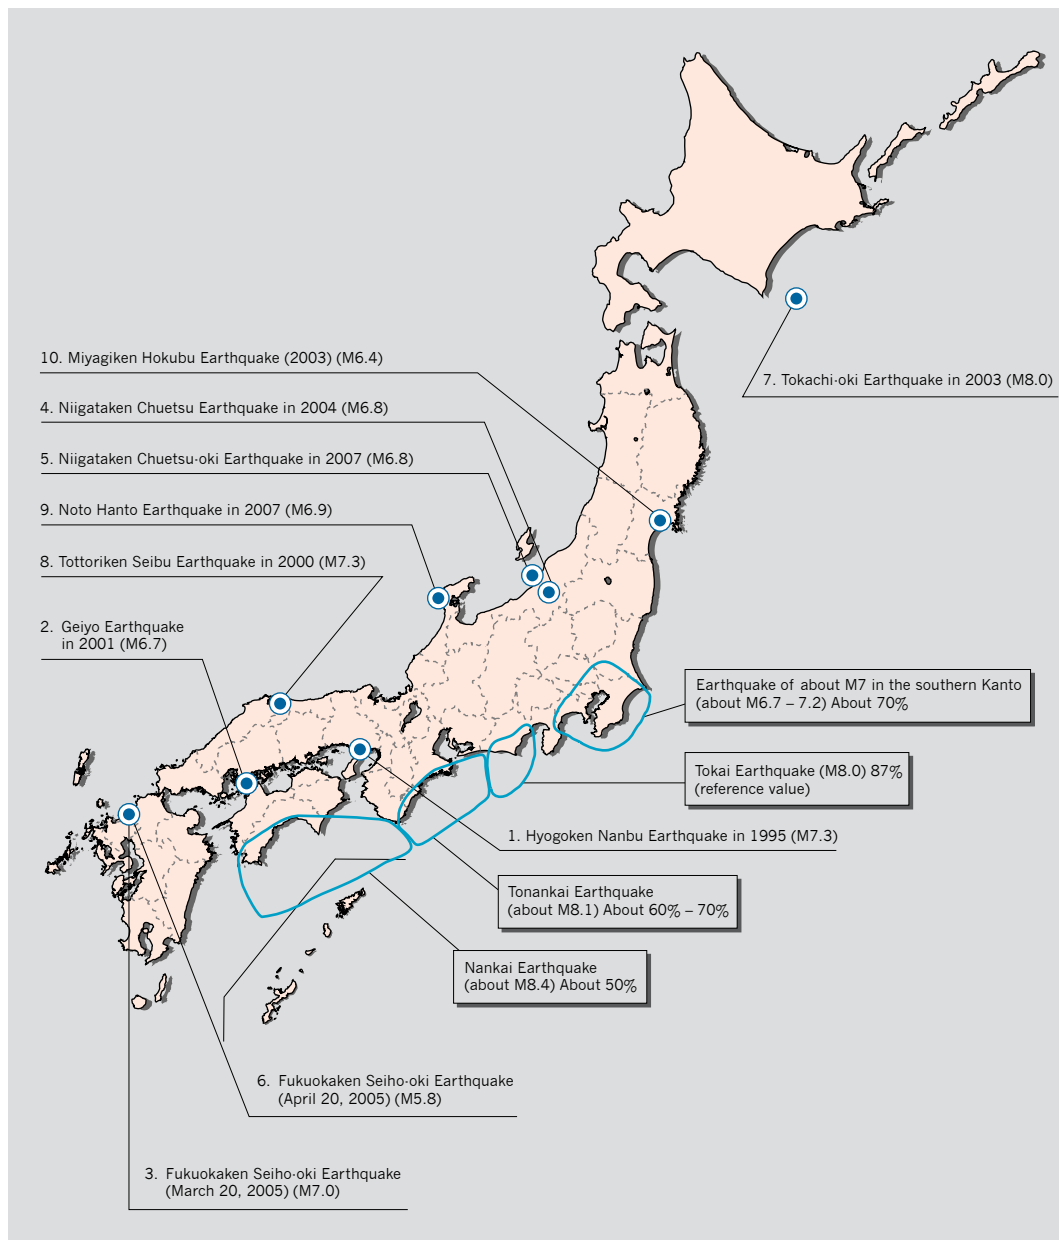 10. Miyagiken Hokubu Earthquake (2003) (M6.4)
7. Tokachi-oki Earthquake in 2003 (M8.0)
4. Niigataken Chuetsu Earthquake in 2004 (M6.8)
5. Niigataken Chuetsu-oki Earthquake in 2007 (M6.8)
9. Noto Hanto Earthquake in 2007 (M6.9)
8. Tottoriken Seibu Earthquake in 2000 (M7.3)
2. Geiyo Earthquake
in 2001 (M6.7)
Earthquake of about M7 in the southern Kanto
(about M6.7 – 7.2) About 70%
Tokai Earthquake (M8.0) 87%
(reference value)
1. Hyogoken Nanbu Earthquake in 1995 (M7.3)
Tonankai Earthquake
(about M8.1) About 60% – 70%
Nankai Earthquake
(about M8.4) About 50%
6. Fukuokaken Seiho-oki Earthquake
(April 20, 2005) (M5.8)
3. Fukuokaken Seiho-oki Earthquake
(March 20, 2005) (M7.0)